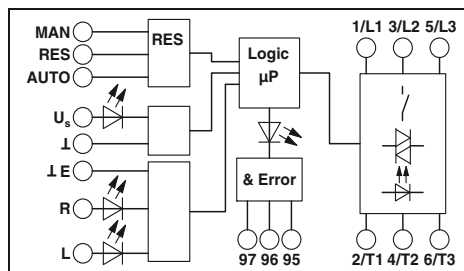 MAN
RES
AUTO
Us
⊥
⊥ E
R
L
RES
Logic
µP
& Error
97 96 95
1/L1 3/L2 5/L3
2/T1 4/T2 6/T3